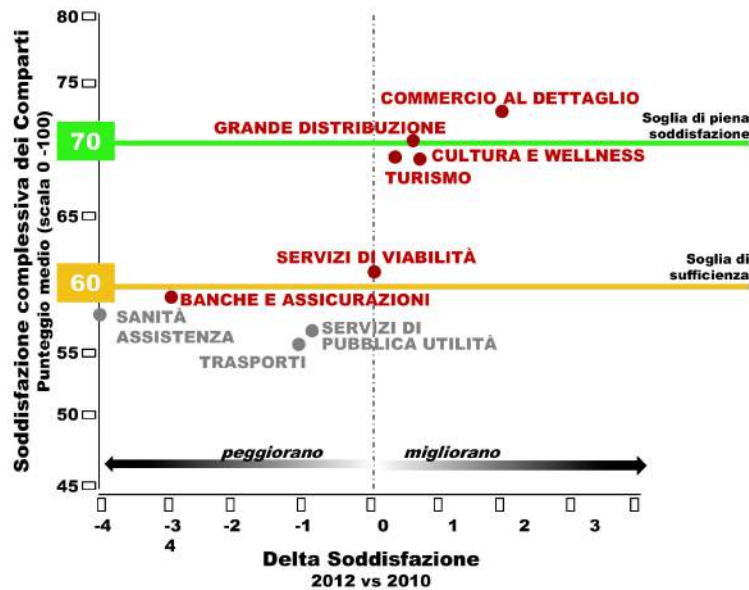 80
75
70
65
60
55
50
45
Soddisfazione complessiva dei Comparti
Punteggio medio (scala 0 -100)
COMMERCIO AL DETTAGLIO
GRANDE DISTRIBUZIONE
Soglia di piena
soddisfazione
CULTURA E WELLNESS
TURISMO
SERVIZI DI VIABILITÀ
Soglia di
sufficienza
BANCHE E ASSICURAZIONI
SANITÀ
ASSISTENZA
SERVIZI DI
PUBBLICA UTILITÀ
TRASPORTI
peggiorano
migliorano
-4 -3 -2 -1 0 1 2 3
4
Delta Soddisfazione
2012 vs 2010